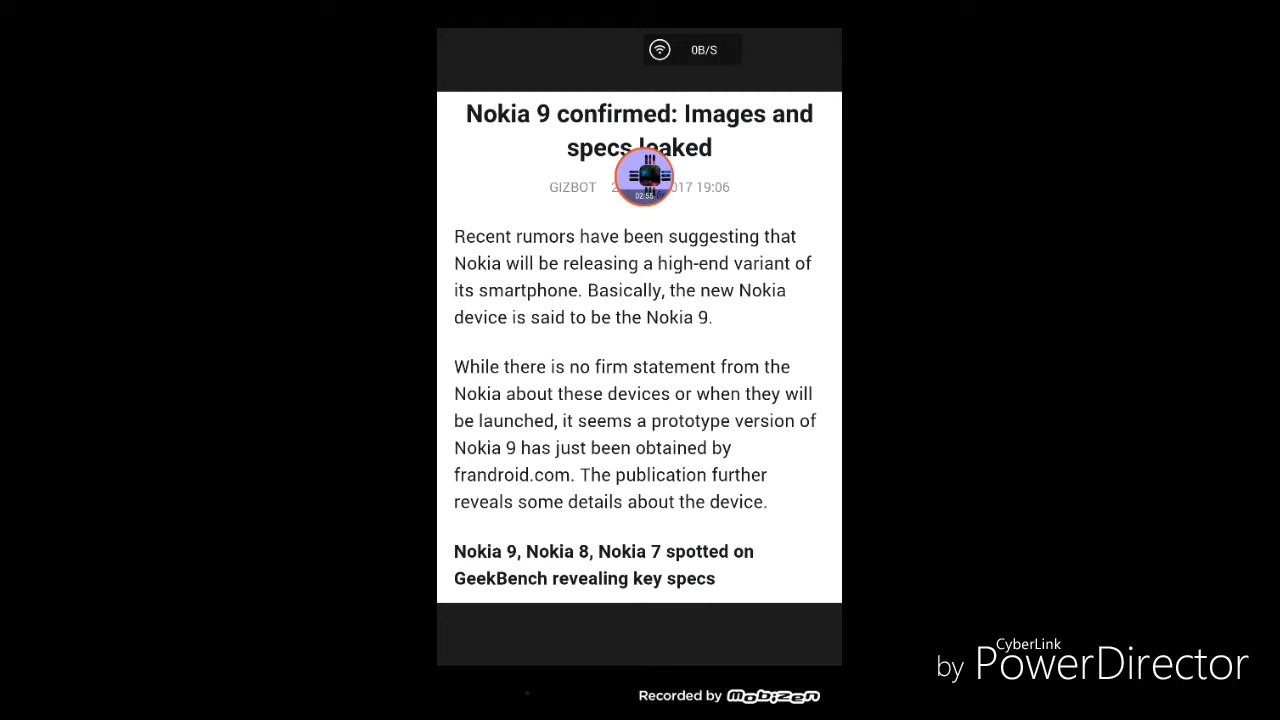 0B/S
Nokia 9 confirmed: Images and
specs leaked
GIZBOT 19:06
02:55
Recent rumors have been suggesting that
Nokia will be releasing a high-end variant of
its smartphone. Basically, the new Nokia
device is said to be the Nokia 9.
While there is no firm statement from the
Nokia about these devices or when they will
be launched, it seems a prototype version of
Nokia 9 has just been obtained by
frandroid.com. The publication further
reveals some details about the device.
Nokia 9, Nokia 8, Nokia 7 spotted on
GeekBench revealing key specs
CyberLink
by PowerDirector
Recorded by Mobizen